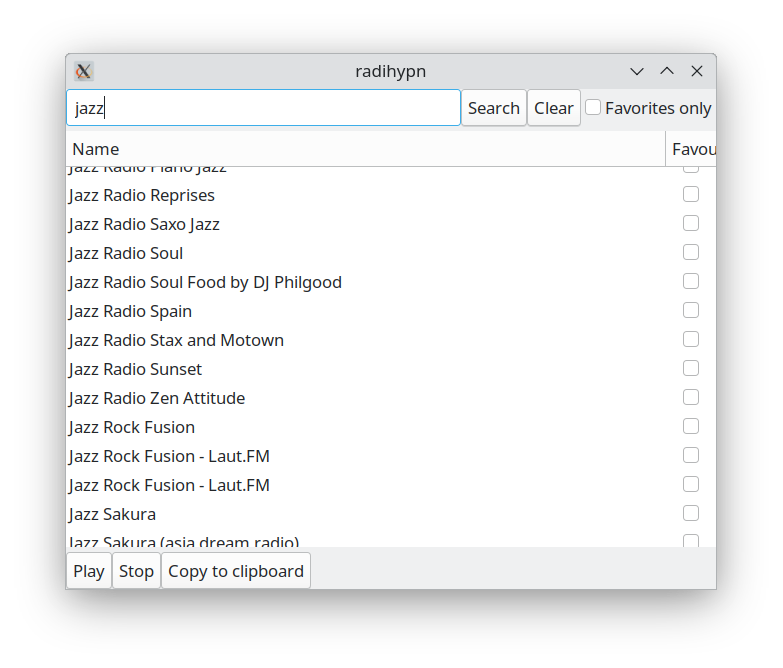 radihypn
jazz Search Clear Favorites only
Name Favou
Jazz Radio Piano Jazz
Jazz Radio Reprises
Jazz Radio Saxo Jazz
Jazz Radio Soul
Jazz Radio Soul Food by DJ Philgood
Jazz Radio Spain
Jazz Radio Stax and Motown
Jazz Radio Sunset
Jazz Radio Zen Attitude
Jazz Rock Fusion
Jazz Rock Fusion - Laut.FM
Jazz Rock Fusion - Laut.FM
Jazz Sakura
Jazz Sakura (asia dream radio)
Play Stop Copy to clipboard